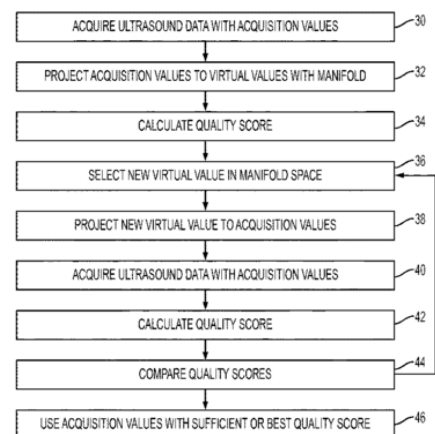 ACQUIRE ULTRASOUND DATA WITH ACQUISITION VALUES 30
PROJECT ACQUISITION VALUES TO VIRTUAL VALUES WITH MANIFOLD 32
CALCULATE QUALITY SCORE 34
36
SELECT NEW VIRTUAL VALUE IN MANIFOLD SPACE
PROJECT NEW VIRTUAL VALUE TO ACQUISITION VALUES 38
ACQUIRE ULTRASOUND DATA WITH ACQUISITION VALUES 40
CALCULATE QUALITY SCORE 42
44
COMPARE QUALITY SCORES
USE ACQUISITION VALUES WITH SUFFICIENT OR BEST QUALITY SCORE 46